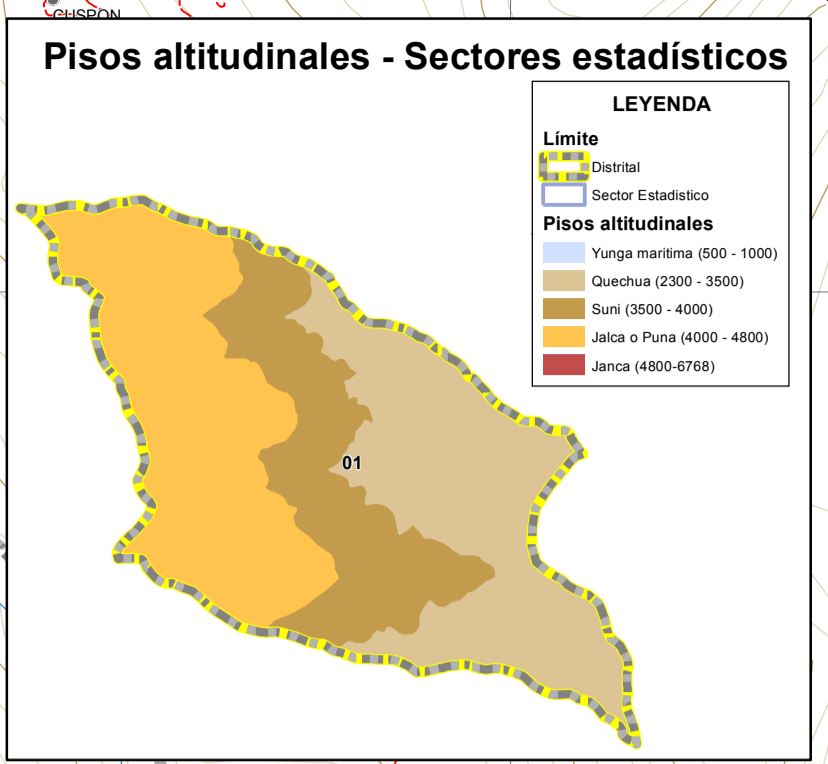 CUSPON
Pisos altitudinales - Sectores estadísticos
LEYENDA
Límite
Distrital
Sector Estadistico
Pisos altitudinales
Yunga maritima (500 - 1000)
Quechua (2300 - 3500)
Suni (3500 - 4000)
Jalca o Puna (4000 - 4800)
Janca (4800-6768)
01